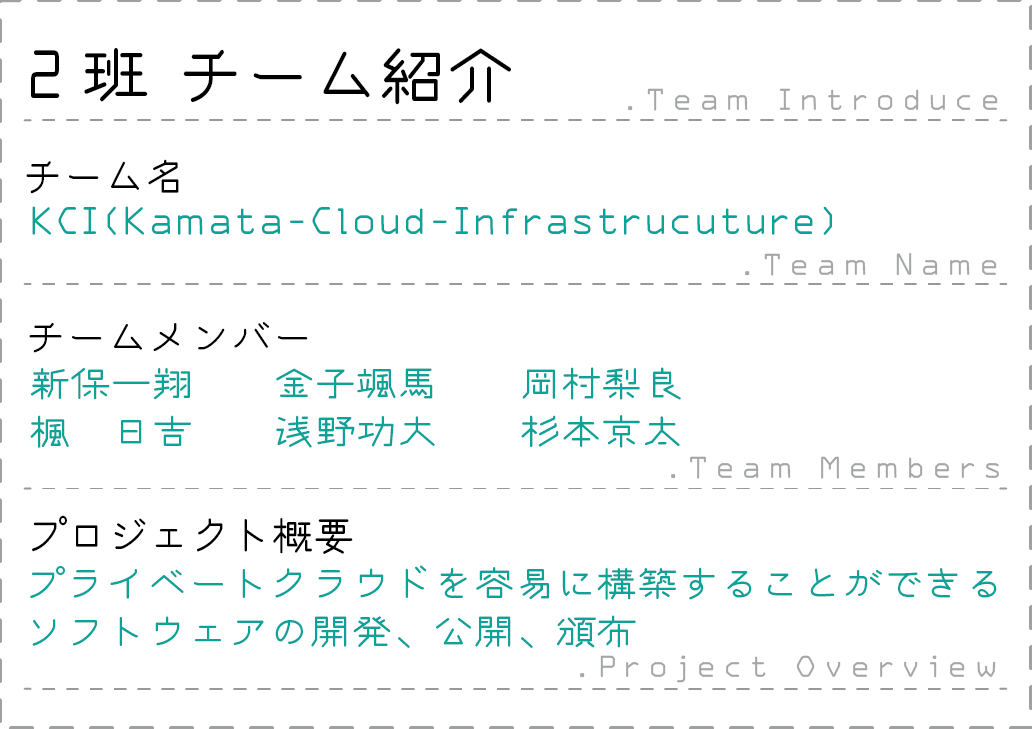 2班 チーム紹介
.Team Introduce
チーム名
KCI(Kamata-Cloud-Infrastrucuture)
.Team Name
チームメンバー
新保一翔 金子颯馬 岡村梨良
楓 日吉 浅野功大 杉本京太
.Team Members
プロジェクト概要
プライベートクラウドを容易に構築することができる
ソフトウェアの開発、公開、頒布
.Project Overview